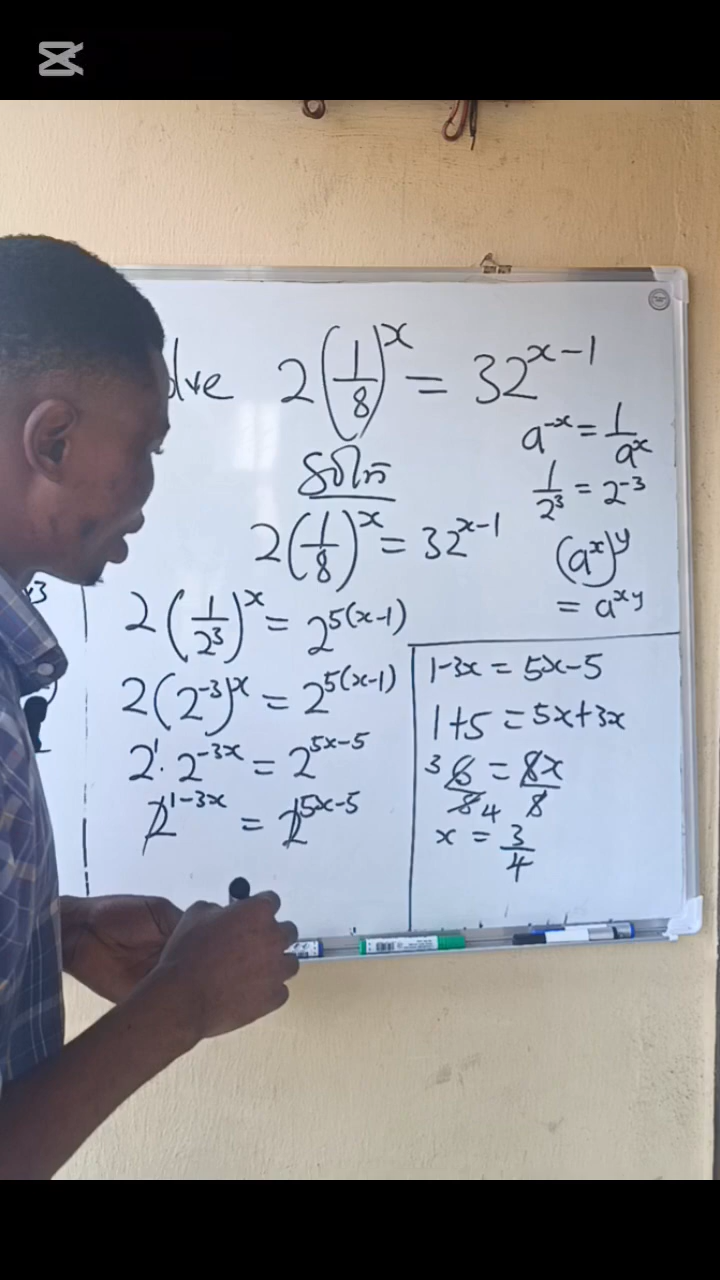 2(1/8)^x = 32^(x-1)
a^(-x) = 1/a^x
1/2^3 = 2^(-3)
(a^x)^y
= a^(xy)
Soln
2(1/8)^x = 32^(x-1)
2(1/2^3)^x = 2^(5(x-1))
2(2^(-3))^x = 2^(5(x-1))
2^1 · 2^(-3x) = 2^(5x-5)
2^(1-3x) = 2^(5x-5)
1-3x = 5x-5
1+5 = 5x+3x
3 6/8 4 = 8x/8
x = 3/4